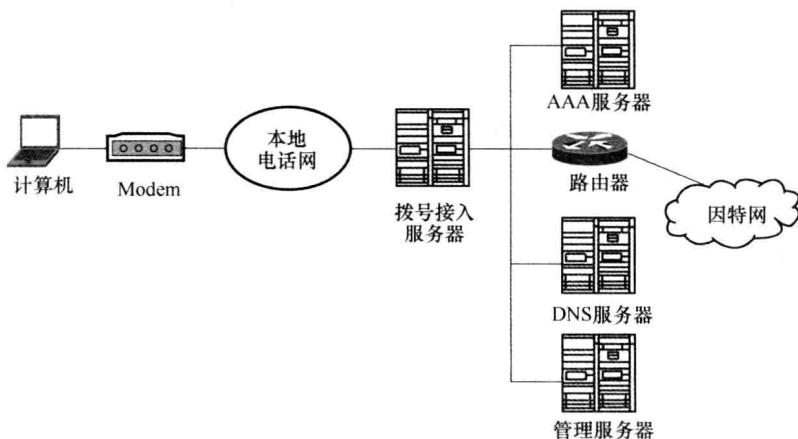 AAA服务器
本地
电话网
计算机
Modem
拨号接入
服务器
路由器
因特网
DNS服务器
管理服务器